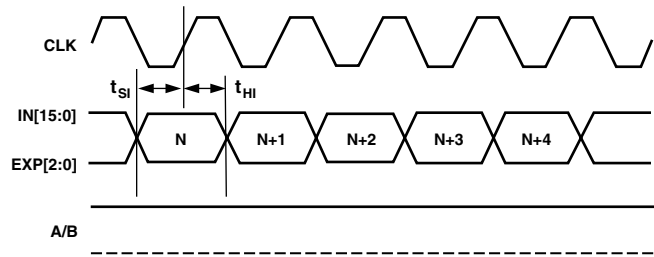 CLK
tSI tHI
IN[15:0]
N N+1 N+2 N+3 N+4
EXP[2:0]
A/B